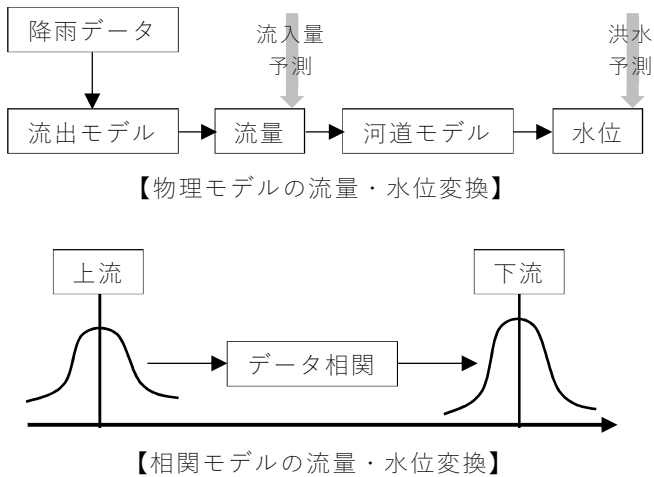 降雨データ
流入量
予測
洪水
予測
流出モデル
流量
河道モデル
水位
【物理モデルの流量・水位変換】
上流
下流
データ相関
【相関モデルの流量・水位変換】